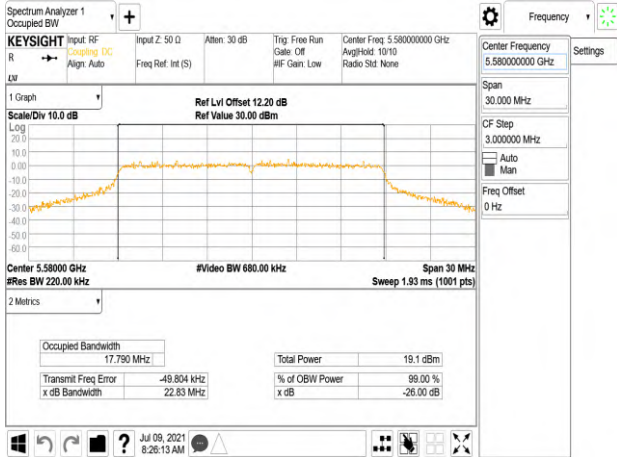 Spectrum Analyzer 1
Occupied BW
+
Frequency
KEYSIGHT
R
LXI
Input: RF
Coupling: DC
Align: Auto
Input Z: 50 Ω
Freq Ref: Int (S)
Atten: 30 dB
Trig: Free Run
Gate: Off
#IF Gain: Low
Center Freq: 5.580000000 GHz
Avg|Hold: 10/10
Radio Std: None
Center Frequency
5.580000000 GHz
Settings
Span
30.000 MHz
CF Step
3.000000 MHz
Auto
Man
Freq Offset
0 Hz
1 Graph
Scale/Div 10.0 dB
Ref Lvl Offset 12.20 dB
Ref Value 30.00 dBm
Log
20.0
10.0
0.00
-10.0
-20.0
-30.0
-40.0
-50.0
-60.0
Center 5.58000 GHz
#Res BW 220.00 kHz
#Video BW 680.00 kHz
Span 30 MHz
Sweep 1.93 ms (1001 pts)
2 Metrics
Occupied Bandwidth
17.790 MHz
Total Power 19.1 dBm
Transmit Freq Error -49.804 kHz
% of OBW Power 99.00 %
x dB Bandwidth 22.83 MHz
x dB -26.00 dB
?
Jul 09, 2021
8:26:13 AM